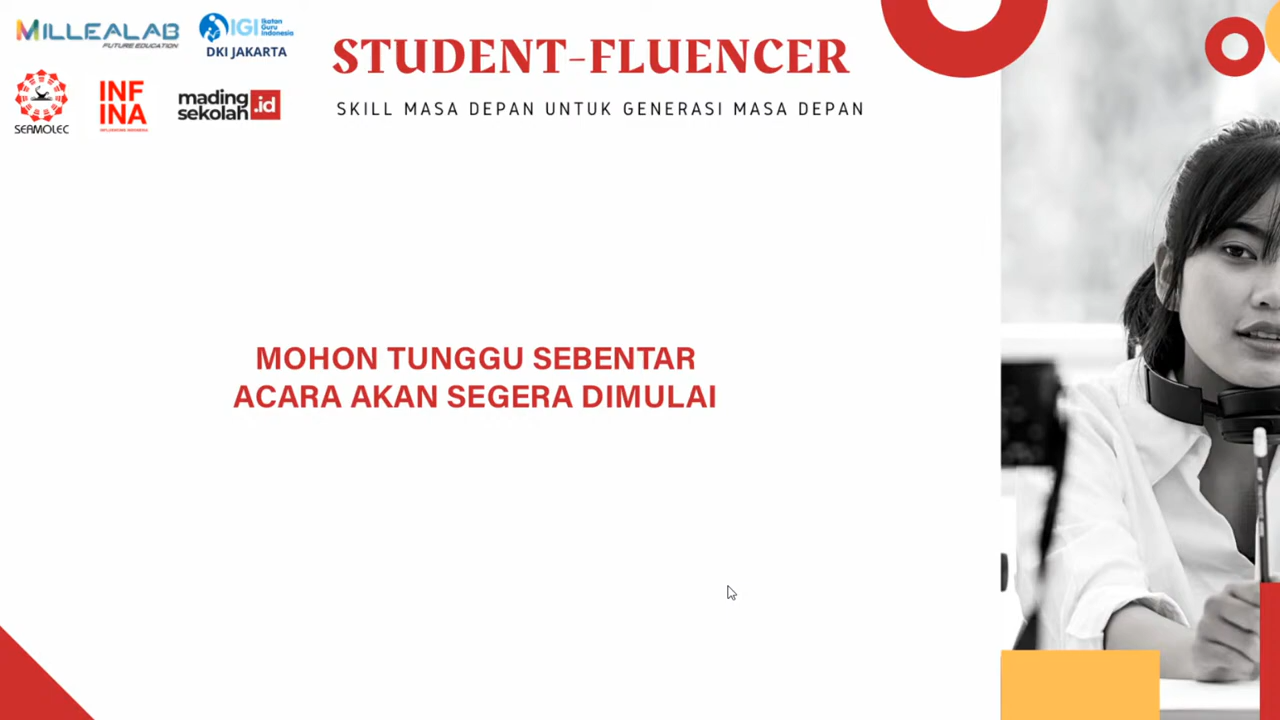 MILLEALAB
FUTURE EDUCATION
IGI Ikatan Guru Indonesia
DKI JAKARTA
STUDENT-FLUENCER
SKILL MASA DEPAN UNTUK GENERASI MASA DEPAN
SEAMOLEC
INF
INA
mading
sekolah .id
MOHON TUNGGU SEBENTAR
ACARA AKAN SEGERA DIMULAI